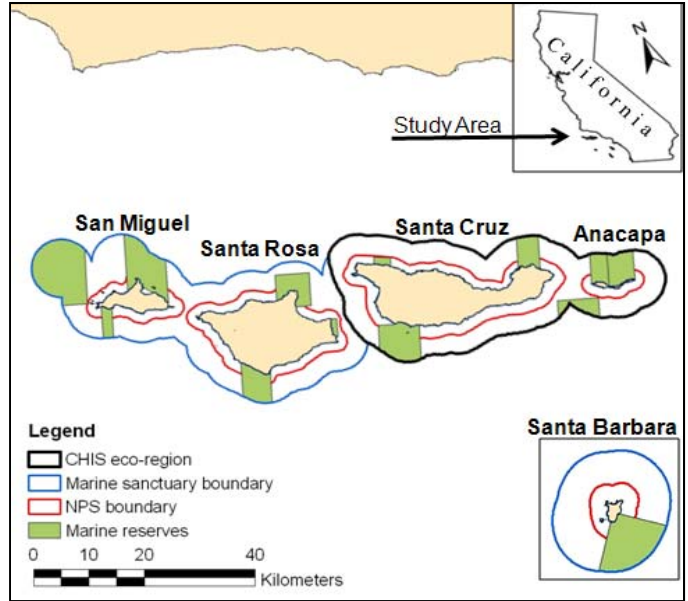 N
California
Study Area
San Miguel
Santa Rosa
Santa Cruz
Anacapa
Santa Barbara
Legend
CHIS eco-region
Marine sanctuary boundary
NPS boundary
Marine reserves
0 10 20 40
Kilometers